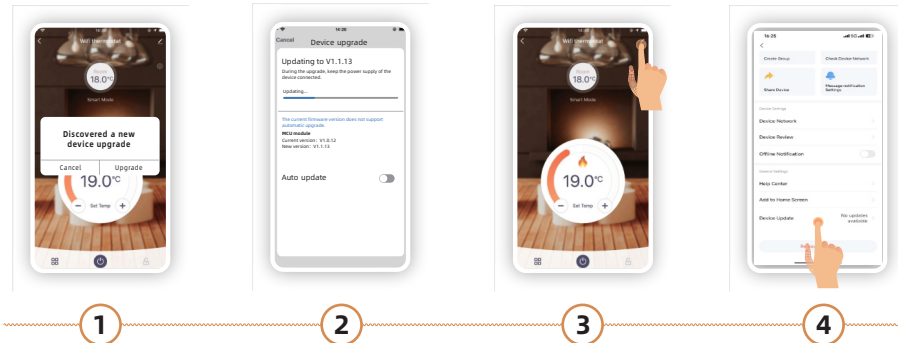 16:28
Wifi thermostat
Room
18.0°C
Smart Mode
Discovered a new
device upgrade
Cancel
Upgrade
19.0°C
Set Temp
1
16:28
Cancel
Device upgrade
Updating to V1.1.13
During the upgrade, keep the power supply of the
device connected.
Updating...
The current firmware version does not support
automatic upgrade.
MCU module
Current version: V1.0.12
New version: V1.1.13
Auto update
2
Wifi thermostat
Room
18.0°C
Smart Mode
19.0°C
Set Temp
3
16:25
Create Group
Check Device Network
Share Device
Message notification
Settings
Device Settings
Device Network
Device Review
Offline Notification
General Settings
Help Center
Add to Home Screen
Device Update
No updates
available
4